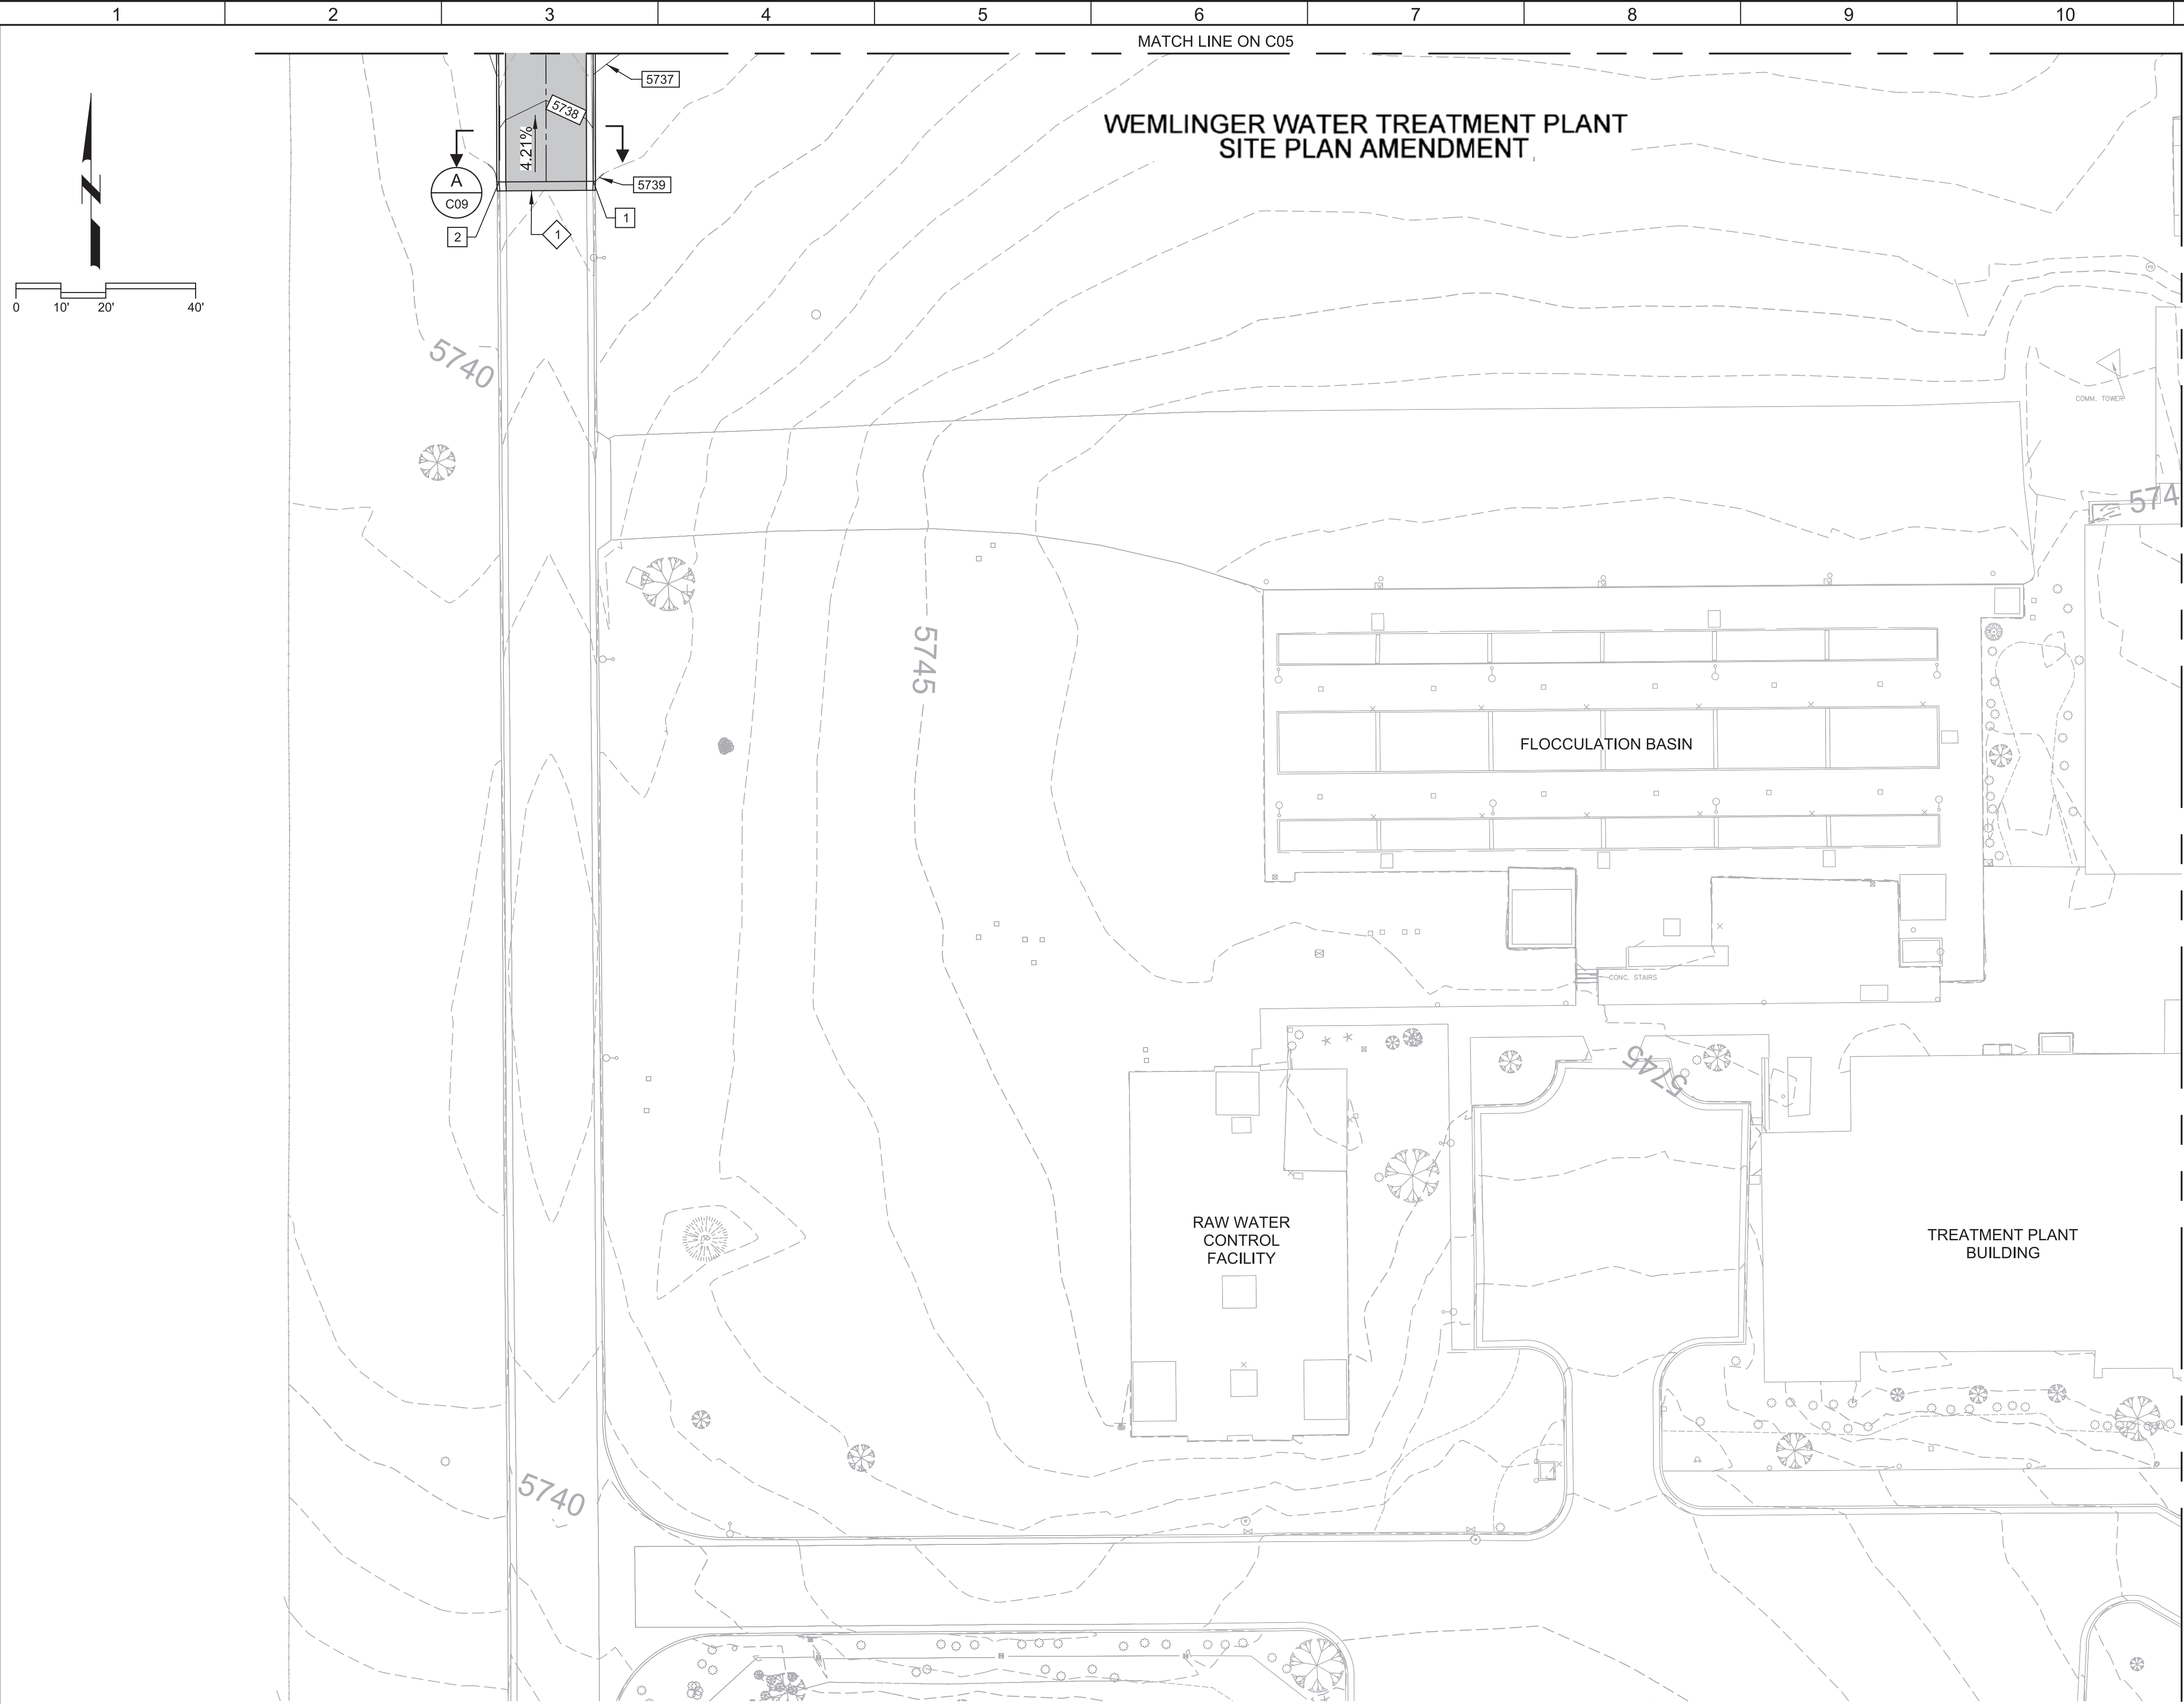 1 2 3 4 5 6 7 8 9 10
MATCH LINE ON C05
5737
5738
4.21%
WEMLINGER WATER TREATMENT PLANT
SITE PLAN AMENDMENT
A
C09
5739
1
2
1
0 10' 20' 40'
5740
COMM. TOWER
574
5745
FLOCCULATION BASIN
CONC. STAIRS
5745
RAW WATER
CONTROL
FACILITY
TREATMENT PLANT
BUILDING
5740